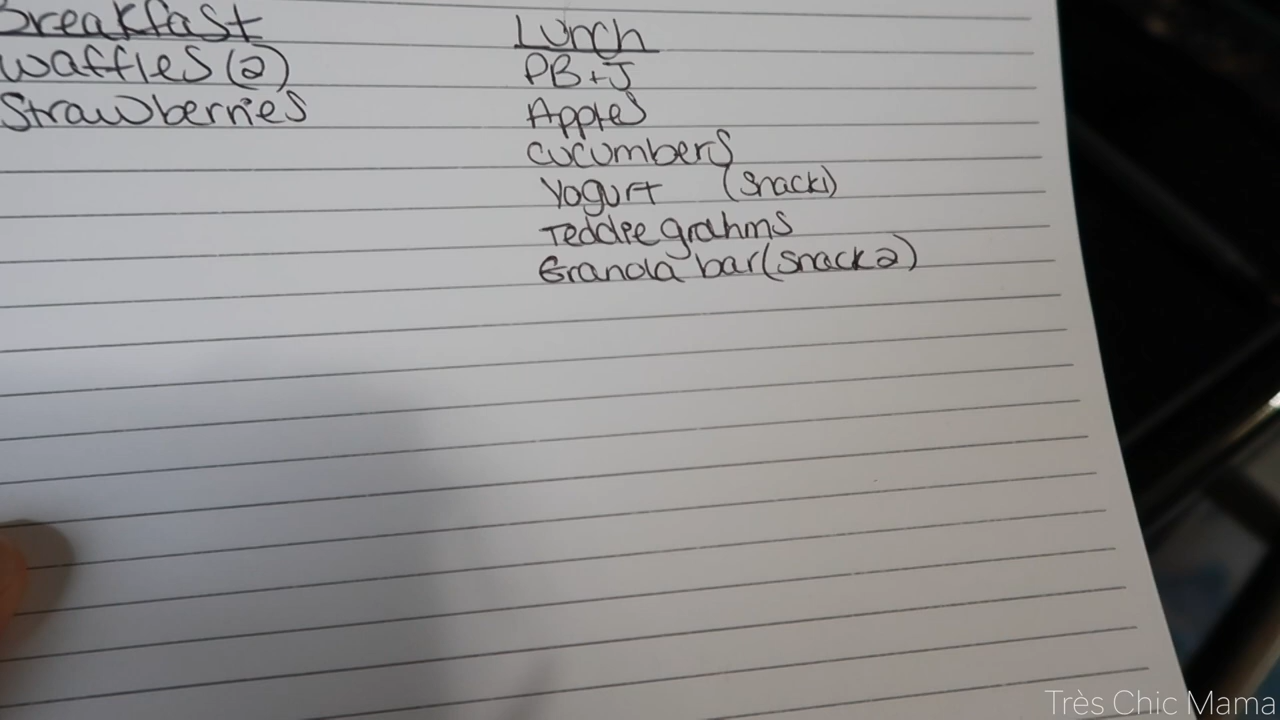 Breakfast
Waffles (2)
Strawberries
Lunch
PB+J
Apples
cucumbers
Yogurt (snack1)
Teddie grahms
Granola bar (snack 2)
Très Chic Mama